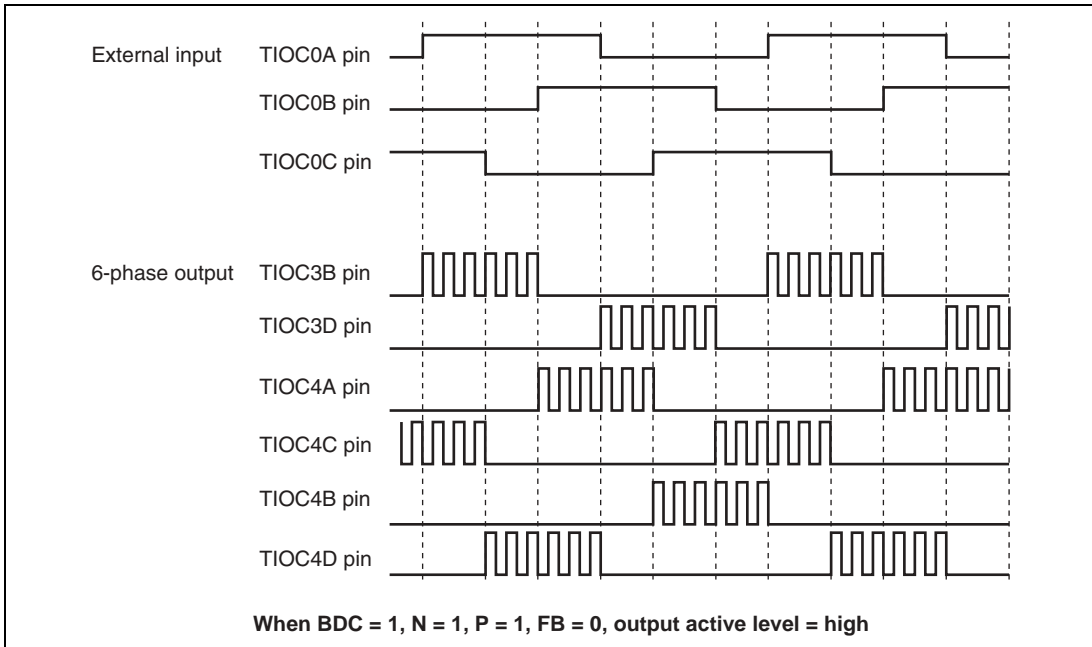 External input TIOC0A pin
TIOC0B pin
TIOC0C pin
6-phase output TIOC3B pin
TIOC3D pin
TIOC4A pin
TIOC4C pin
TIOC4B pin
TIOC4D pin
When BDC = 1, N = 1, P = 1, FB = 0, output active level = high